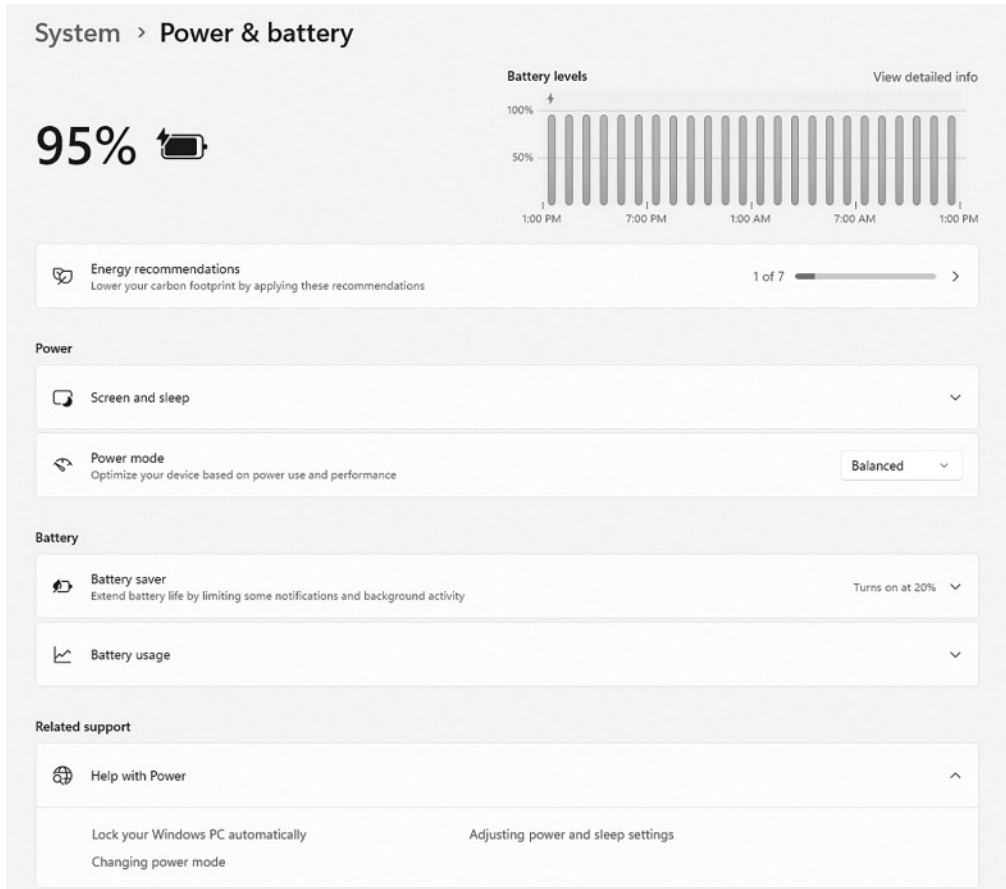 System > Power & battery
Battery levels View detailed info
100%
95%
50%
1:00 PM 7:00 PM 1:00 AM 7:00 AM 1:00 PM
Energy recommendations
1 of 7
Lower your carbon footprint by applying these recommendations
Power
Screen and sleep
Power mode
Optimize your device based on power use and performance
Balanced
Battery
Battery saver
Extend battery life by limiting some notifications and background activity
Turns on at 20%
Battery usage
Related support
Help with Power
Lock your Windows PC automatically Adjusting power and sleep settings
Changing power mode